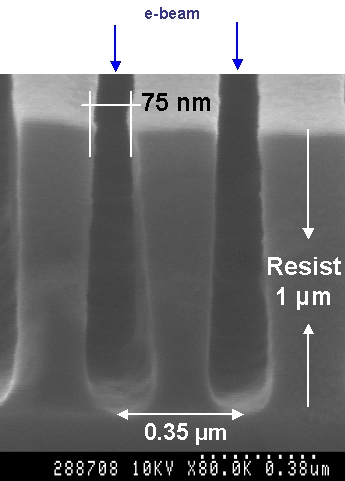 e-beam
75 nm
Resist
1 µm
0.35 µm
288708 10KV X80.0K 0.38um